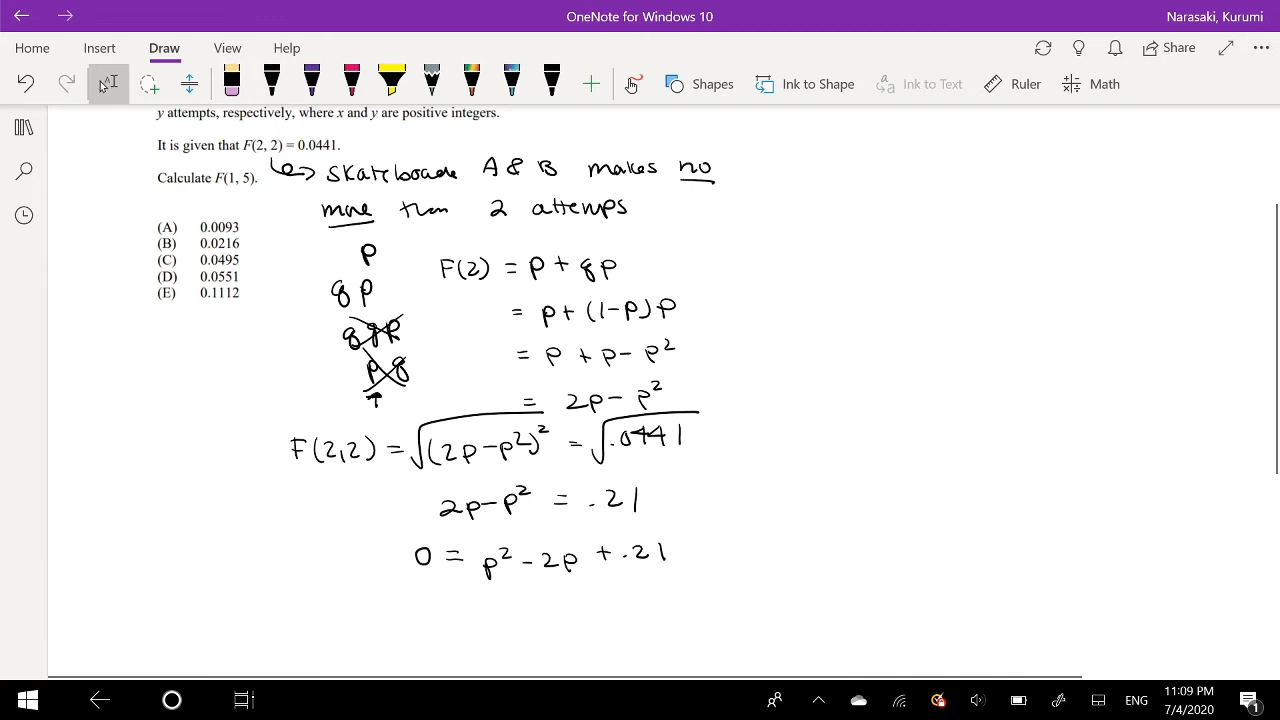 OneNote for Windows 10
Narasaki, Kurumi
Home Insert Draw View Help
Share
Shapes Ink to Shape Ink to Text Ruler Math
y attempts, respectively, where x and y are positive integers.
It is given that F(2, 2) = 0.0441.
Calculate F(1, 5).
(A) 0.0093
(B) 0.0216
(C) 0.0495
(D) 0.0551
(E) 0.1112
A & B makes no
more than 2 attemps
p
qp
qqp
pq
F(2) = p + qp
= p + (1-p)p
= p + p - p²
= 2p - p²
F(2,2) = √(2p-p²)² = √.0441
2p-p² = .21
0 = p² - 2p + .21
ENG
11:09 PM
7/4/2020
1